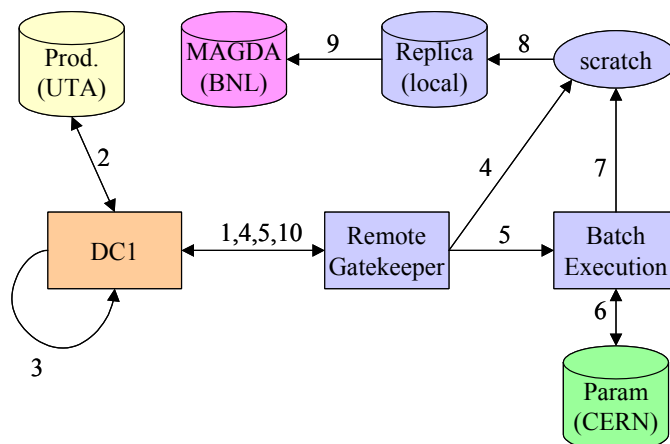 Prod.
(UTA)
MAGDA
(BNL)
9
Replica
(local)
8
scratch
2
4
7
DC1
1,4,5,10
Remote
Gatekeeper
5
Batch
Execution
3
6
Param
(CERN)